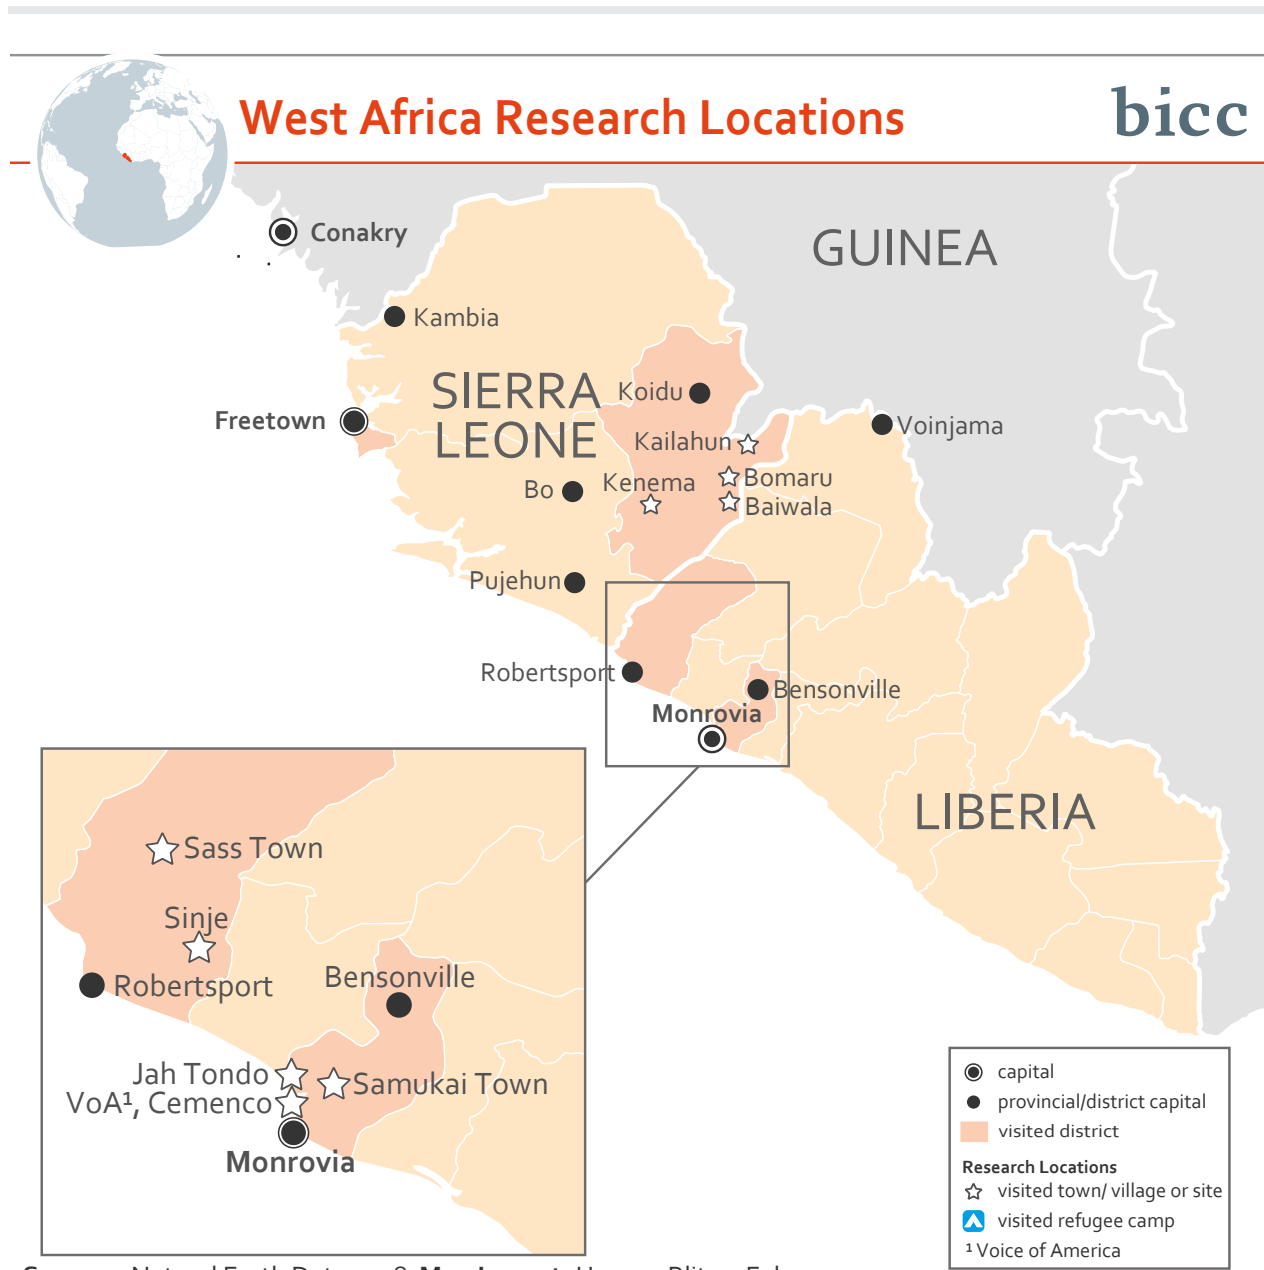 West Africa Research Locations
bicc
Conakry
GUINEA
Kambia
SIERRA
LEONE
Koidu
Freetown
Voinjama
Kailahun
Bo
Kenema
Bomaru
Baiwala
Pujehun
Robertsport
Bensonville
Monrovia
LIBERIA
Sass Town
Sinje
Robertsport
Bensonville
Jah Tondo
Samukai Town
VoA¹, Cemenco
Monrovia
capital
provincial/district capital
visited district
Research Locations
visited town/ village or site
visited refugee camp
¹ Voice of America